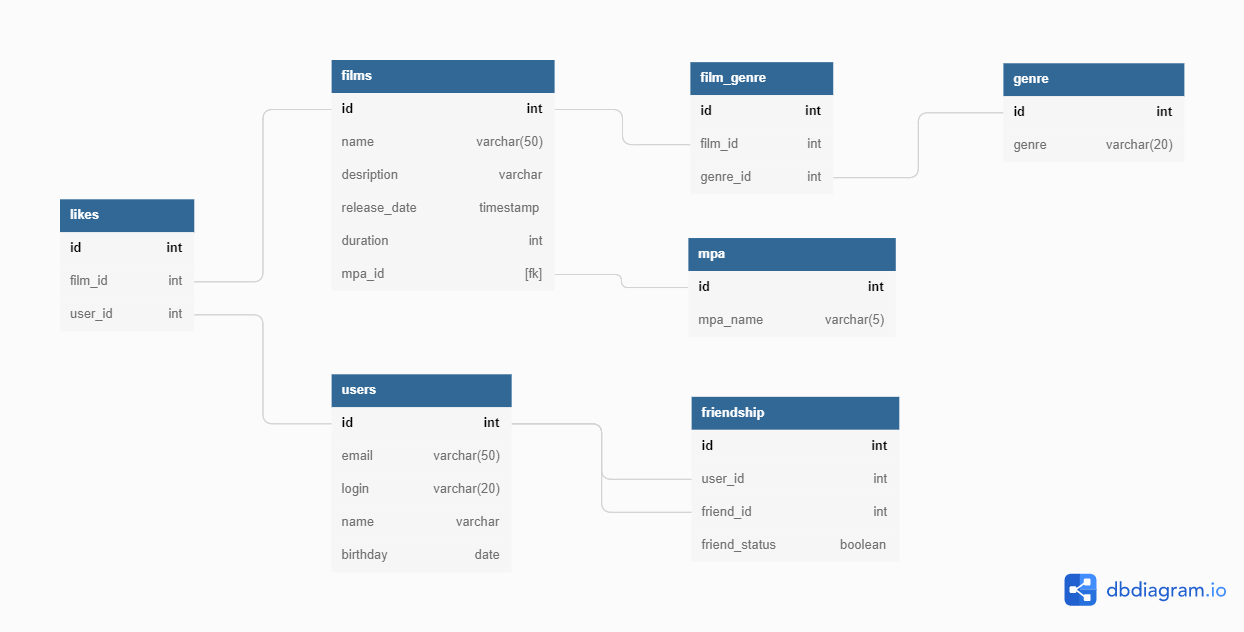 films
id int
name varchar(50)
desription varchar
release_date timestamp
duration int
mpa_id [fk]
film_genre
id int
film_id int
genre_id int
genre
id int
genre varchar(20)
likes
id int
film_id int
user_id int
mpa
id int
mpa_name varchar(5)
users
id int
email varchar(50)
login varchar(20)
name varchar
birthday date
friendship
id int
user_id int
friend_id int
friend_status boolean
dbdiagram.io